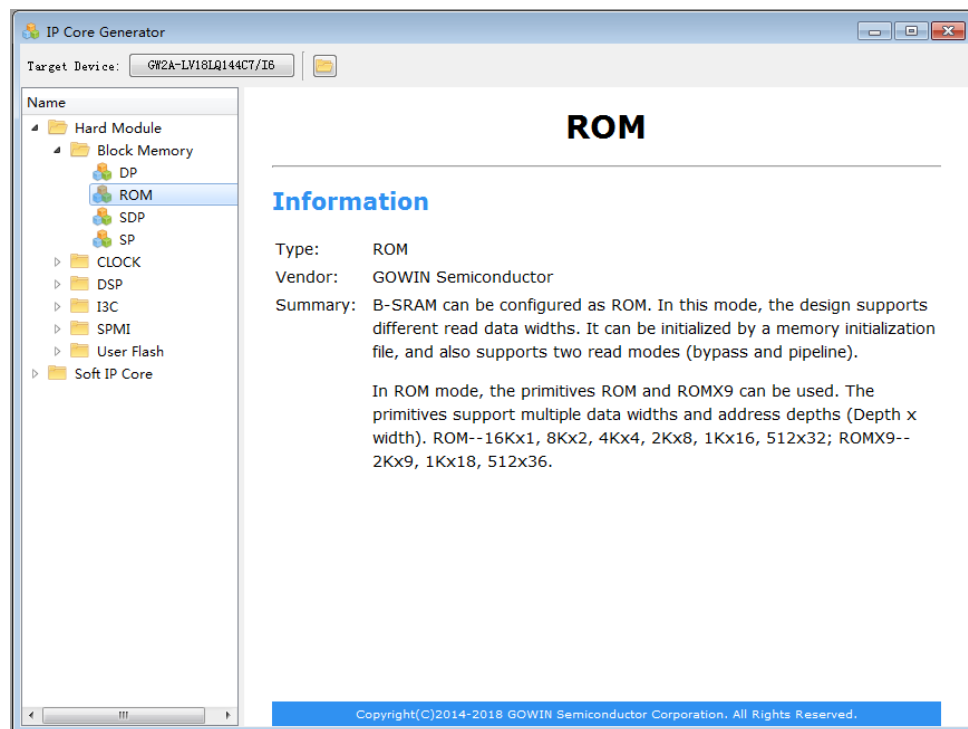 IP Core Generator
Target Device: GW2A-LV18LQ144C7/I6
Name
Hard Module
Block Memory
DP
ROM
SDP
SP
CLOCK
DSP
I3C
SPMI
User Flash
Soft IP Core
ROM
Information
Type: ROM
Vendor: GOWIN Semiconductor
Summary: B-SRAM can be configured as ROM. In this mode, the design supports
different read data widths. It can be initialized by a memory initialization
file, and also supports two read modes (bypass and pipeline).
In ROM mode, the primitives ROM and ROMX9 can be used. The
primitives support multiple data widths and address depths (Depth x
width). ROM--16Kx1, 8Kx2, 4Kx4, 2Kx8, 1Kx16, 512x32; ROMX9--
2Kx9, 1Kx18, 512x36.
Copyright(C)2014-2018 GOWIN Semiconductor Corporation. All Rights Reserved.